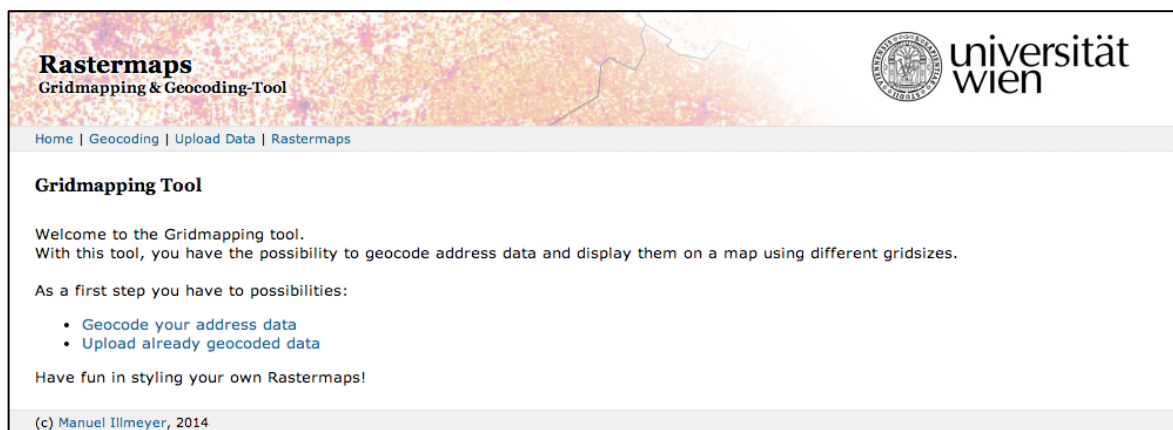 Rastermaps
Gridmapping & Geocoding-Tool
universität
wien
Home | Geocoding | Upload Data | Rastermaps
Gridmapping Tool
Welcome to the Gridmapping tool.
With this tool, you have the possibility to geocode address data and display them on a map using different gridsizes.
As a first step you have to possibilities:
• Geocode your address data
• Upload already geocoded data
Have fun in styling your own Rastermaps!
(c) Manuel Illmeyer, 2014